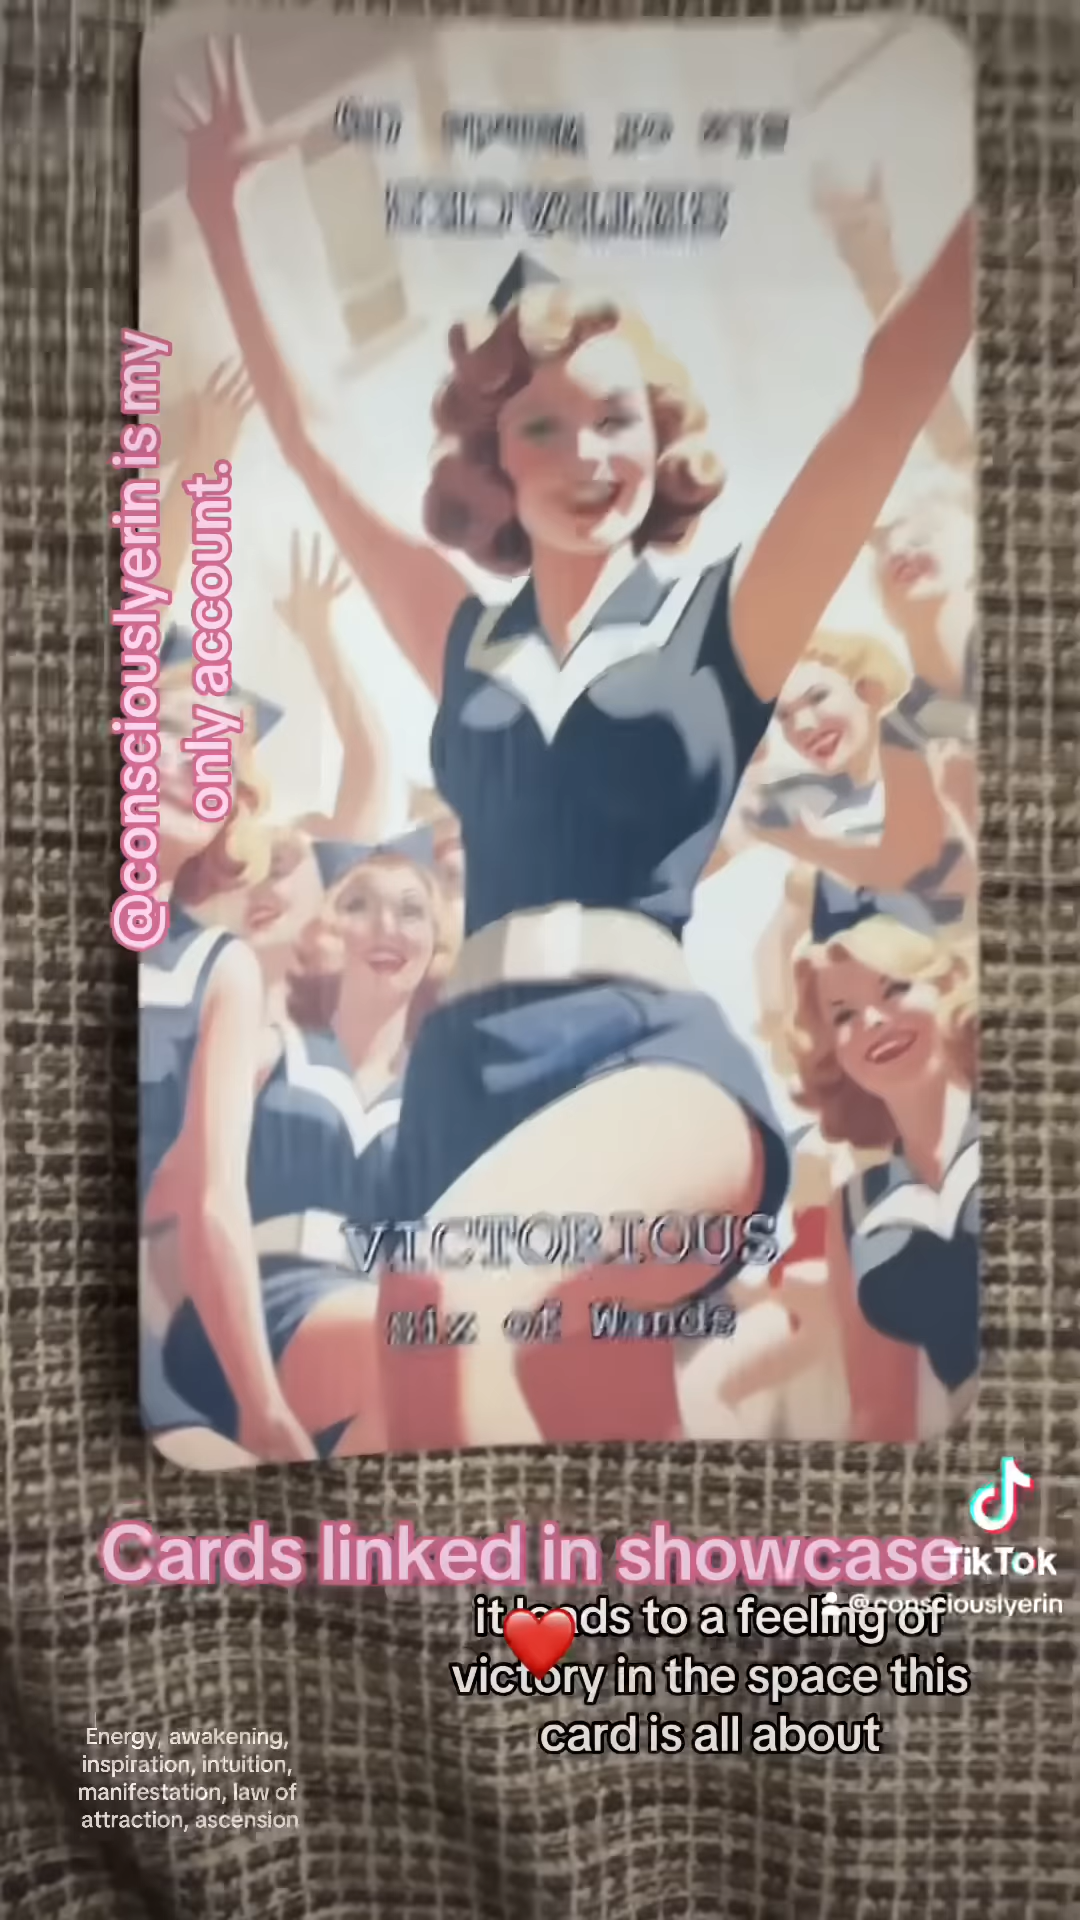 @consciouslyerin is my
only account.
VICTORIOUS
six of Wands
Cards linked in showcase
TikTok
@consciouslyerin
it leads to a feeling of
victory in the space this
card is all about
Energy, awakening,
inspiration, intuition,
manifestation, law of
attraction, ascension